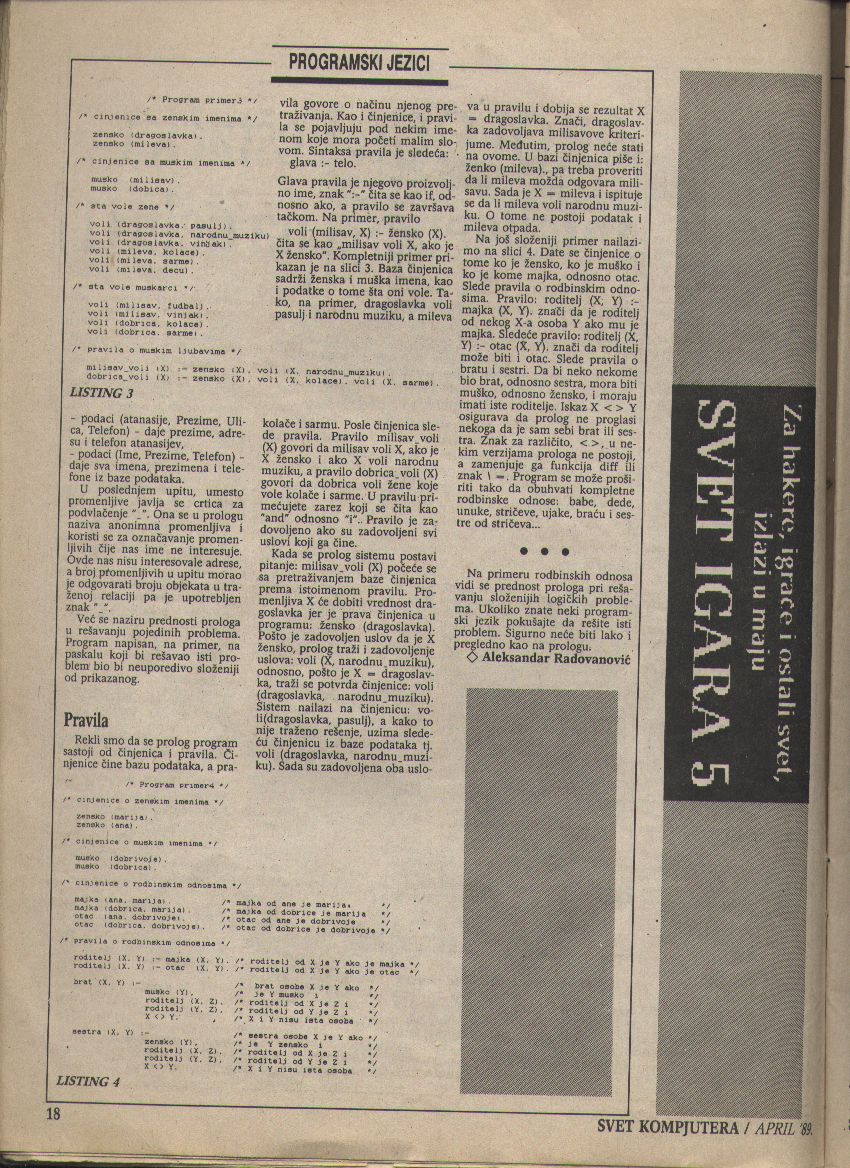 PROGRAMSKI JEZICI
/* Program primer3 */
/* cinjenice sa zenskim imenima */
zensko (dragoslavka).
zensko (mileva).
/* cinjenice sa muskim imenima */
musko (milisav).
musko (dobica).
/* sta vole zene */
voli (dragoslavka, pasulj).
voli (dragoslavka, narodnu_muziku)
voli (dragoslavka, vinjak).
voli (mileva, kolace).
voli (mileva, sarme).
voli (mileva, decu).
/* sta vole muskarci */
voli (milisav, fudbal).
voli (milisav, vinjak).
voli (dobrica, kolace).
voli (dobrica, sarme).
/* pravila o muskim ljubavima */
milisav_voli (X) :- zensko (X), voli (X, narodnu_muziku).
dobrica_voli (X) :- zensko (X), voli (X, kolace), voli (X, sarme).
LISTING 3
– podaci (atanasije, Prezime, Uli-
ca, Telefon) – daje prezime, adre-
su i telefon atanasijev,
– podaci (Ime, Prezime, Telefon) –
daje sva imena, prezimena i tele-
fone iz baze podataka.
U poslednjem upitu, umesto
promenljive javlja se crtica za
podvlačenje "_". Ona se u prologu
naziva anonimna promenljiva i
koristi se za označavanje promen-
ljivih čije nas ime ne interesuje.
Ovde nas nisu interesovale adrese,
a broj promenljivih u upitu morao
je odgovarati broju objekata u tra-
ženoj relaciji pa je upotrebljen
znak "_".
Već se naziru prednosti prologa
u rešavanju pojedinih problema.
Program napisan, na primer, na
paskalu koji bi rešavao isti pro-
blem bio bi neuporedivo složeniji
od prikazanog.
Pravila
Rekli smo da se prolog program
sastoji od činjenica i pravila. Či-
njenice čine bazu podataka, a pra-
vila govore o načinu njenog pre-
traživanja. Kao i činjenice, i pravi-
la se pojavljuju pod nekim ime-
nom koje mora početi malim slo-
vom. Sintaksa pravila je sledeća:
glava :- telo.
Glava pravila je njegovo proizvolj-
no ime, znak ":–" čita se kao if, od-
nosno ako, a pravilo se završava
tačkom. Na primer, pravilo
voli (milisav, X) :- žensko (X).
čita se kao „milisav voli X, ako je
X žensko". Kompletniji primer pri-
kazan je na slici 3. Baza činjenica
sadrži ženska i muška imena, kao
i podatke o tome šta oni vole. Ta-
ko, na primer, dragoslavka voli
pasulj i narodnu muziku, a mileva
kolače i sarmu. Posle činjenica sle-
de pravila. Pravilo milisav_voli
(X) govori da milisav voli X, ako je
X žensko i ako X voli narodnu
muziku, a pravilo dobrica_voli (X)
govori da dobrica voli žene koje
vole kolače i sarme. U pravilu pri-
mećujete zarez koji se čita kao
"and" odnosno "i". Pravilo je za-
dovoljeno ako su zadovoljeni svi
uslovi koji ga čine.
Kada se prolog sistemu postavi
pitanje: milisav_voli (X) počeće se
sa pretraživanjem baze činjenica
prema istoimenom pravilu. Pro-
menljiva X će dobiti vrednost dra-
goslavka jer je prava činjenica u
programu: žensko (dragoslavka).
Pošto je zadovoljen uslov da je X
žensko, prolog traži i zadovoljenje
uslova: voli (X, narodnu_muziku),
odnosno, pošto je X = dragoslav-
ka, traži se potvrda činjenice: voli
(dragoslavka, narodnu_muziku).
Sistem nailazi na činjenicu: vo-
li(dragoslavka, pasulj), a kako to
nije traženo rešenje, uzima slede-
ću činjenicu iz baze podataka tj.
voli (dragoslavka, narodnu_muzi-
ku). Sada su zadovoljena oba uslo-
va u pravilu i dobija se rezultat X
= dragoslavka. Znači, dragoslav-
ka zadovoljava milisavove kriteri-
jume. Međutim, prolog neće stati
na ovome. U bazi činjenica piše i:
ženko (mileva)., pa treba proveriti
da li mileva možda odgovara mili-
savu. Sada je X = mileva i ispituje
se da li mileva voli narodnu muzi-
ku. O tome ne postoji podatak i
mileva otpada.
Na još složeniji primer nailazi-
mo na slici 4. Date se činjenice o
tome ko je žensko, ko je muško i
ko je kome majka, odnosno otac.
Slede pravila o rodbinskim odno-
sima. Pravilo: roditelj (X, Y) :–
majka (X, Y). znači da je roditelj
od nekog X-a osoba Y ako mu je
majka. Sledeće pravilo: roditelj (X,
Y) :– otac (X, Y). znači da roditelj
može biti i otac. Slede pravila o
bratu i sestri. Da bi neko nekome
bio brat, odnosno sestra, mora biti
muško, odnosno žensko, i moraju
imati iste roditelje. Iskaz X < > Y
osigurava da prolog ne proglasi
nekoga da je sam sebi brat ili ses-
tra. Znak za različito, < >, u ne-
kim verzijama prologa ne postoji,
a zamenjuje ga funkcija diff ili
znak \ =. Program se može proši-
riti tako da obuhvati kompletne
rodbinske odnose: babe, dede,
unuke, stričeve, ujake, braću i ses-
tre od stričeva...
● ● ●
Na primeru rodbinskih odnosa
vidi se prednost prologa pri reša-
vanju složenijih logičkih proble-
ma. Ukoliko znate neki program-
ski jezik pokušajte da rešite isti
problem. Sigurno neće biti lako i
pregledno kao na prologu.
◇ Aleksandar Radovanović
/* Program primer4 */
/* cinjenice o zenskim imenima */
zensko (marija).
zensko (ana).
/* cinjenice o muskim imenima */
musko (dobrivoje).
musko (dobrica).
/* cinjenice o rodbinskim odnosima */
majka (ana, marija). /* majka od ane je marija. */
majka (dobrica, marija). /* majka od dobrice je marija */
otac (ana, dobrivoje). /* otac od ane je dobrivoje */
otac (dobrica, dobrivoje). /* otac od dobrice je dobrivoje */
/* pravila o rodbinskim odnosima */
roditelj (X, Y) :- majka (X, Y). /* roditelj od X je Y ako je majka */
roditelj (X, Y) :- otac (X, Y). /* roditelj od X je Y ako je otac */
brat (X, Y) :- /* brat osobe X je Y ako */
musko (Y), /* je Y musko i */
roditelj (X, Z), /* roditelj od X je Z i */
roditelj (Y, Z), /* roditelj od Y je Z i */
X <> Y. /* X i Y nisu ista osoba */
sestra (X, Y) :- /* sestra osobe X je Y ako */
zensko (Y), /* je Y zensko i */
roditelj (X, Z), /* roditelj od X je Z i */
roditelj (Y, Z), /* roditelj od Y je Z i */
X <> Y. /* X i Y nisu ista osoba */
LISTING 4
Za hakere, igrače i ostali svet,
izlazi u maju
SVET IGARA 5
18
SVET KOMPJUTERA / APRIL '89.